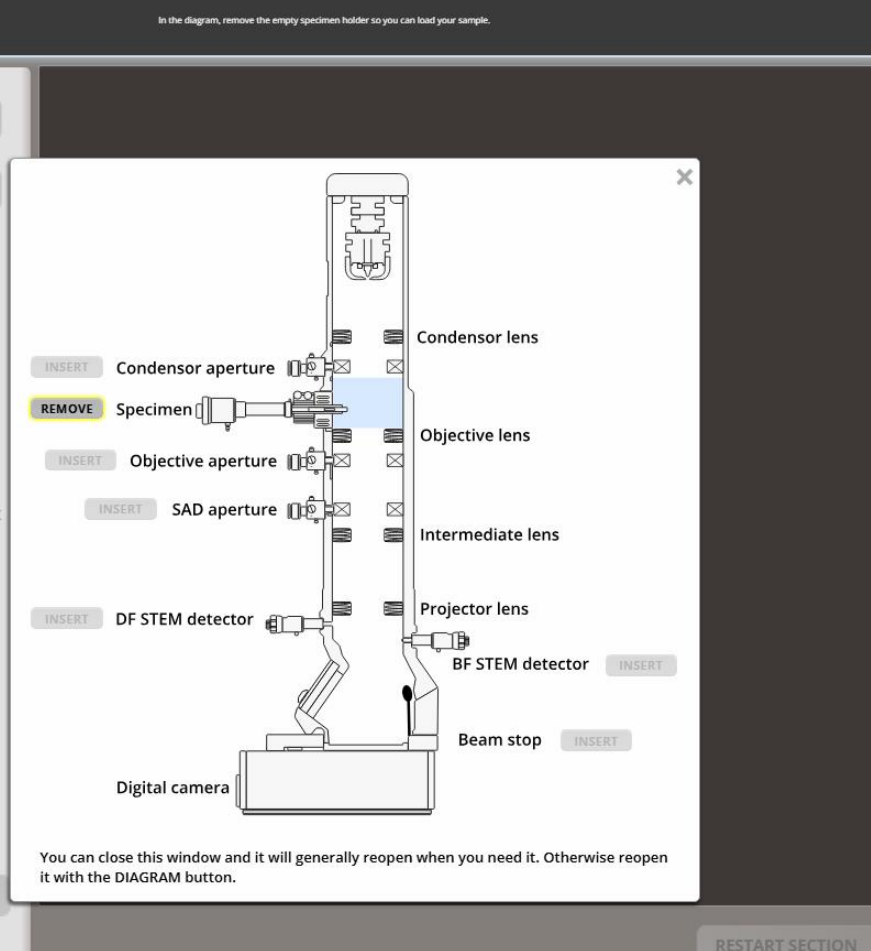 In the diagram, remove the empty specimen holder so you can load your sample.
Condensor lens
INSERT Condensor aperture
REMOVE Specimen
Objective lens
INSERT Objective aperture
INSERT SAD aperture
Intermediate lens
Projector lens
INSERT DF STEM detector
BF STEM detector INSERT
Beam stop INSERT
Digital camera
You can close this window and it will generally reopen when you need it. Otherwise reopen
it with the DIAGRAM button.
RESTART SECTION